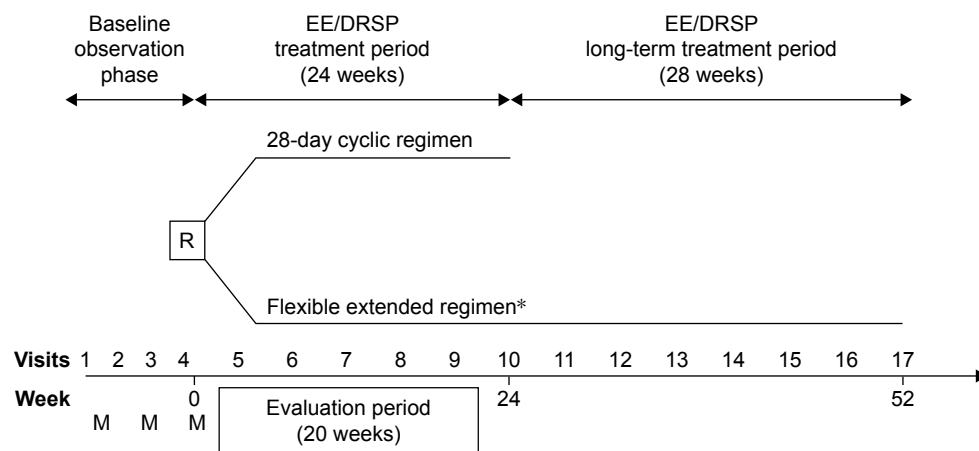 Baseline
observation
phase
EE/DRSP
treatment period
(24 weeks)
EE/DRSP
long-term treatment period
(28 weeks)
28-day cyclic regimen
R
Flexible extended regimen*
Visits 1 2 3 4 5 6 7 8 9 10 11 12 13 14 15 16 17
Week 0 24 52
M M M
Evaluation period
(20 weeks)